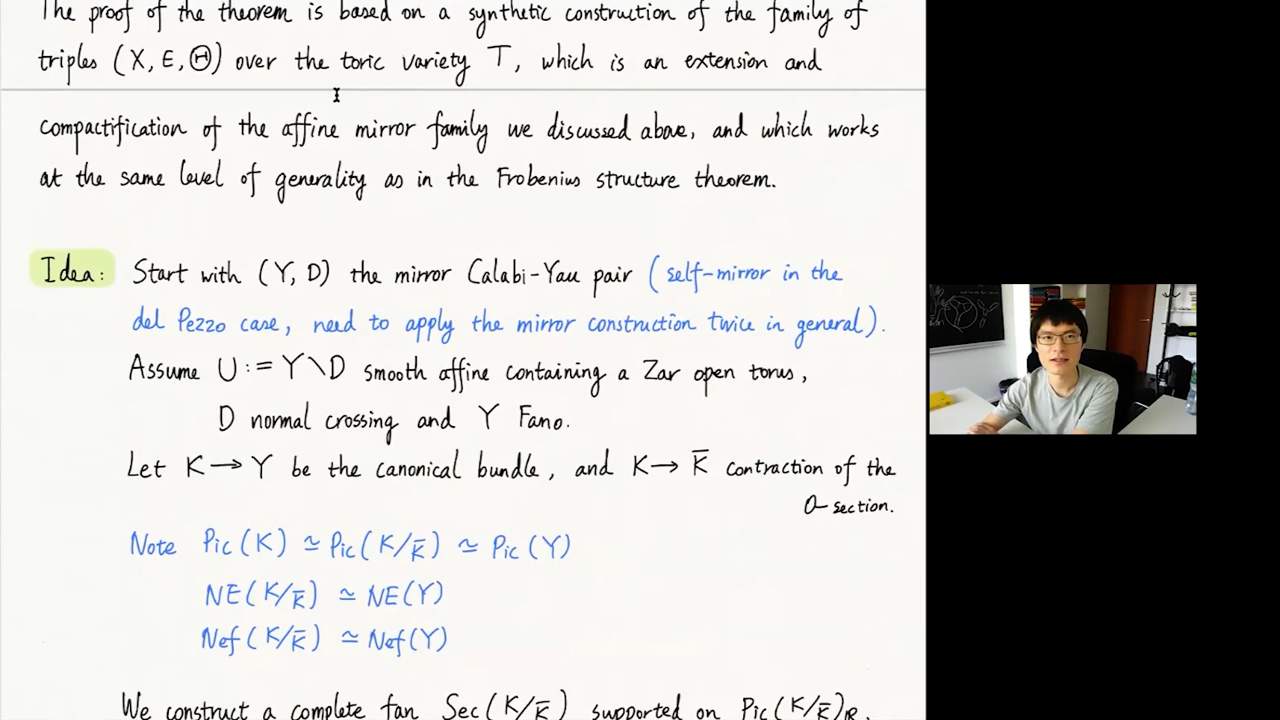 The proof of the theorem is based on a synthetic construction of the family of
triples (X, E, Θ) over the toric variety T, which is an extension and
compactification of the affine mirror family we discussed above, and which works
at the same level of generality as in the Frobenius structure theorem.
Idea: Start with (Y, D) the mirror Calabi-Yau pair (self-mirror in the
del Pezzo case, need to apply the mirror construction twice in general).
Assume U := Y \ D smooth affine containing a Zar open torus,
D normal crossing and Y Fano.
Let K → Y be the canonical bundle, and K → K̅ contraction of the
0-section.
Note Pic(K) ≃ Pic(K/K̅) ≃ Pic(Y)
NE(K/K̅) ≃ NE(Y)
Nef(K/K̅) ≃ Nef(Y)
We construct a complete fan Sec(K/K̅) supported on Pic(K/K̅)_ℝ.